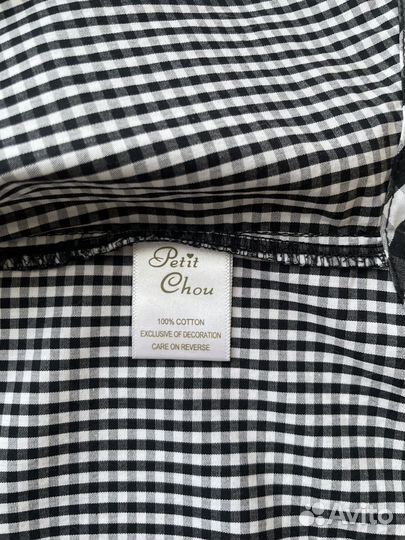 Petit
Chou
100% COTTON
EXCLUSIVE OF DECORATION
CARE ON REVERSE
Avito